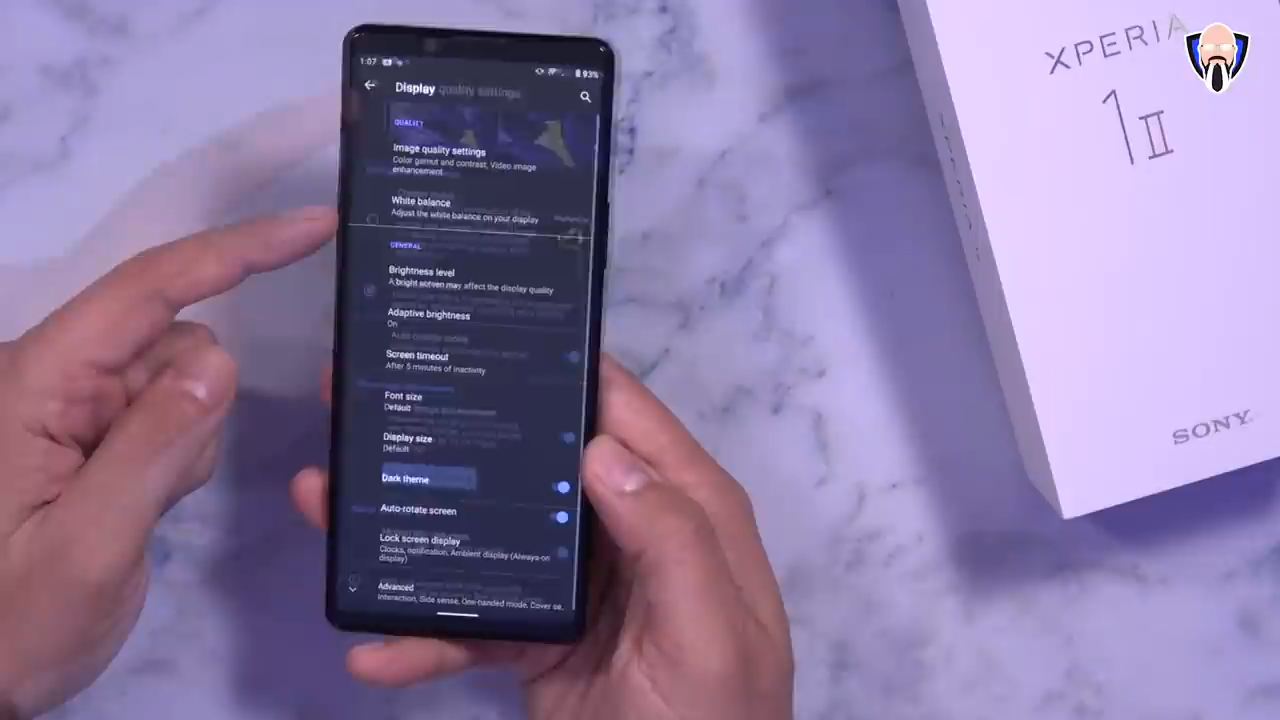 XPERIA
1 II
SONY
1:07
93%
Display quality settings
QUALITY
Image quality settings
Color gamut and contrast, Video image
enhancement
White balance
Adjust the white balance on your display
GENERAL
Brightness level
A bright screen may affect the display quality
Adaptive brightness
On
Screen timeout
After 5 minutes of inactivity
Font size
Default
Display size
Default
Dark theme
Auto-rotate screen
Lock screen display
Clocks, notification, Ambient display (Always-on
display)
Advanced
Interaction, Side sense, One-handed mode, Cover se..